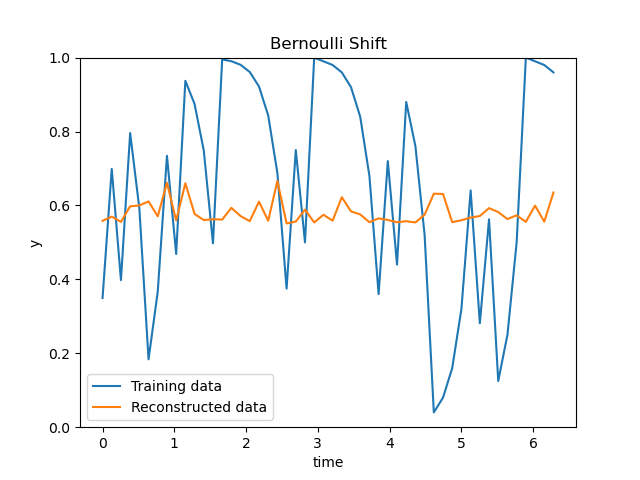 Bernoulli Shift
1.0
0.8
0.6
0.4
0.2
0.0
y
Training data
Reconstructed data
0 1 2 3 4 5 6
time